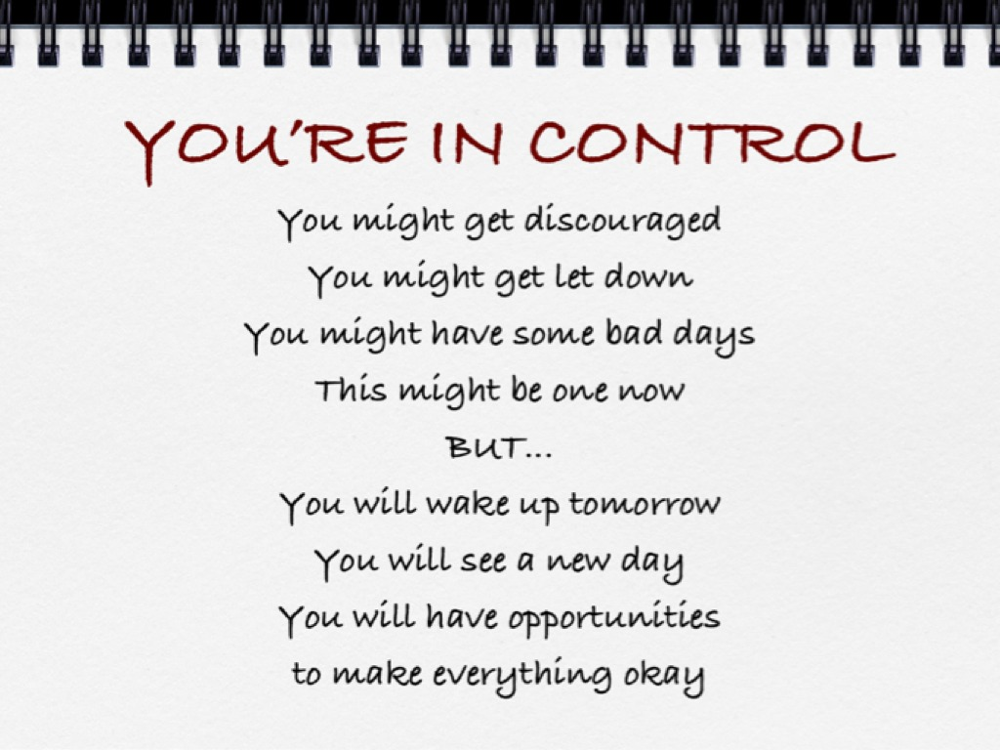 YOU'RE IN CONTROL
You might get discouraged
You might get let down
You might have some bad days
This might be one now
BUT...
You will wake up tomorrow
You will see a new day
You will have opportunities
to make everything okay